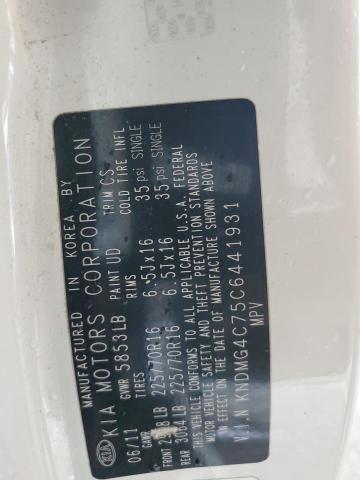 MANUFACTURED IN KOREA BY
KIA MOTORS CORPORATION
06/11 GVWR 5853LB PAINT UD TRIM CS
GAWR TIRES RIMS COLD TIRE INFL
FRONT LB 225/70R16 6.5Jx16 35 psi SINGLE
REAR 3064LB 225/70R16 6.5Jx16 35 psi SINGLE
THIS VEHICLE CONFORMS TO ALL APPLICABLE U.S.A. FEDERAL
MOTOR VEHICLE SAFETY AND THEFT PREVENTION STANDARDS
IN EFFECT ON THE DATE OF MANUFACTURE SHOWN ABOVE
V.I.N KNDMG4C75C6441931
MPV